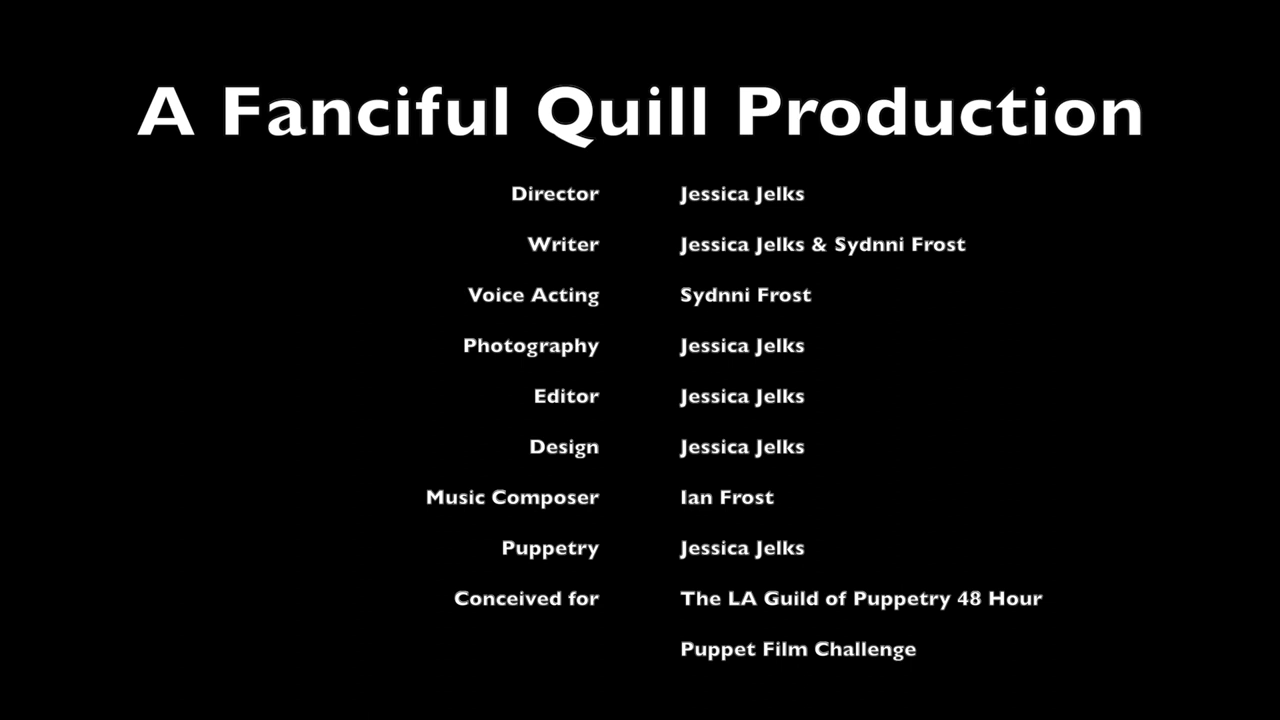 A Fanciful Quill Production
Director Jessica Jelks
Writer Jessica Jelks & Sydnni Frost
Voice Acting Sydnni Frost
Photography Jessica Jelks
Editor Jessica Jelks
Design Jessica Jelks
Music Composer Ian Frost
Puppetry Jessica Jelks
Conceived for The LA Guild of Puppetry 48 Hour
Puppet Film Challenge